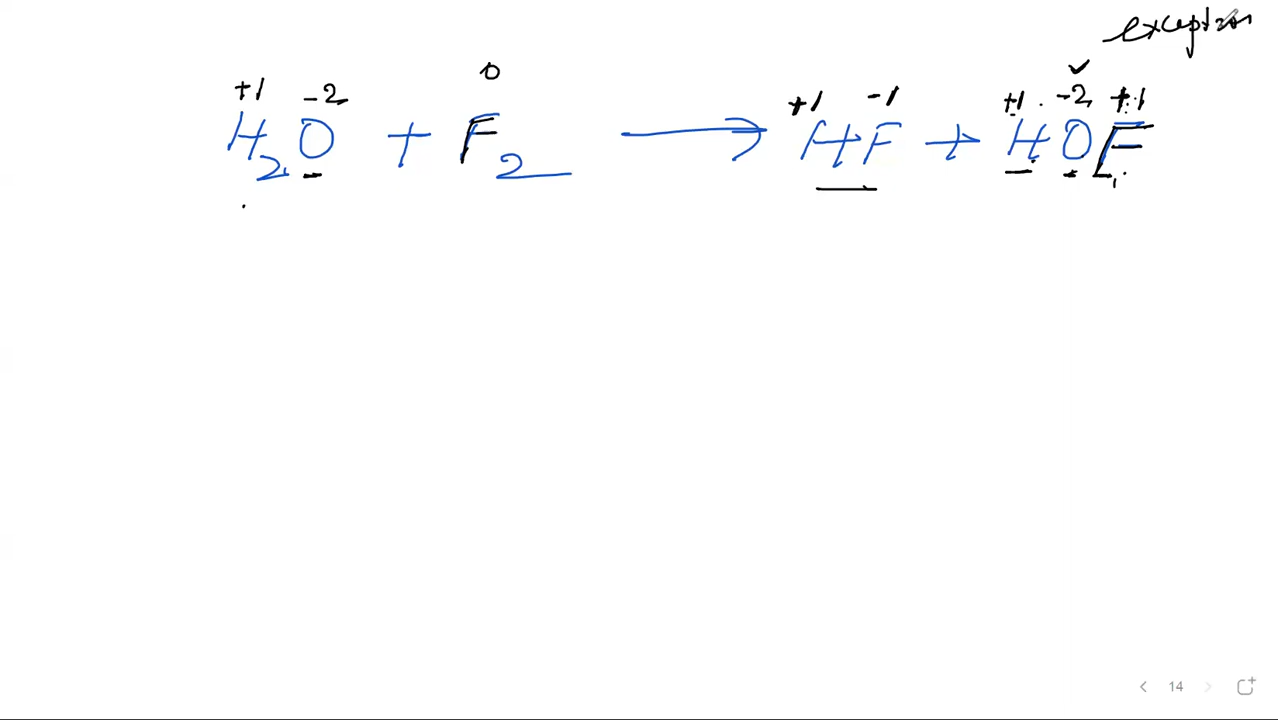 exception
0
+1 -2 +1 -1 +1 -2 +1
H2O + F2 → HF + HOF
14